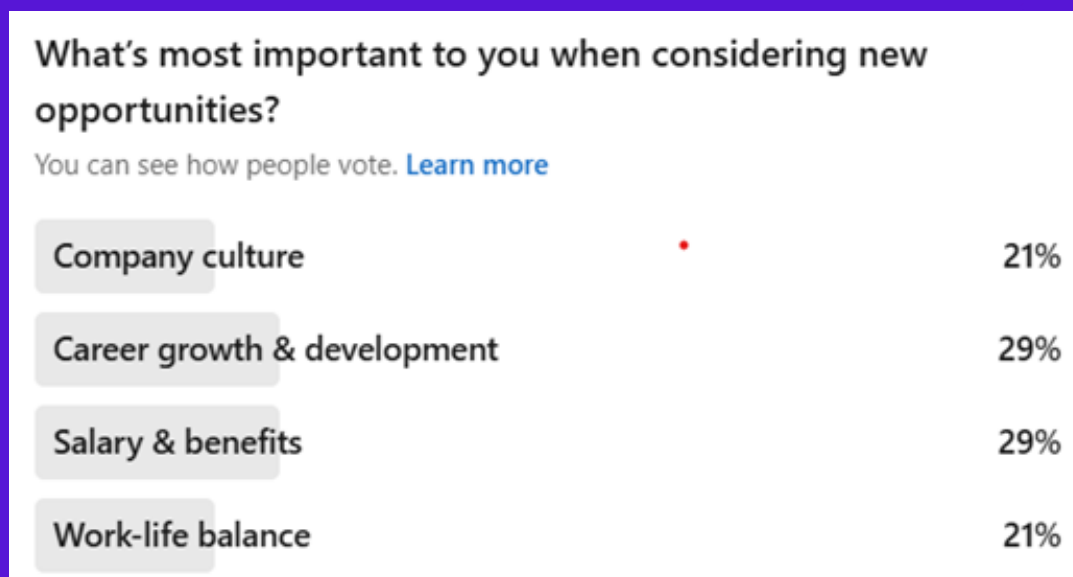 What's most important to you when considering new
opportunities?
You can see how people vote. Learn more
Company culture 21%
Career growth & development 29%
Salary & benefits 29%
Work-life balance 21%